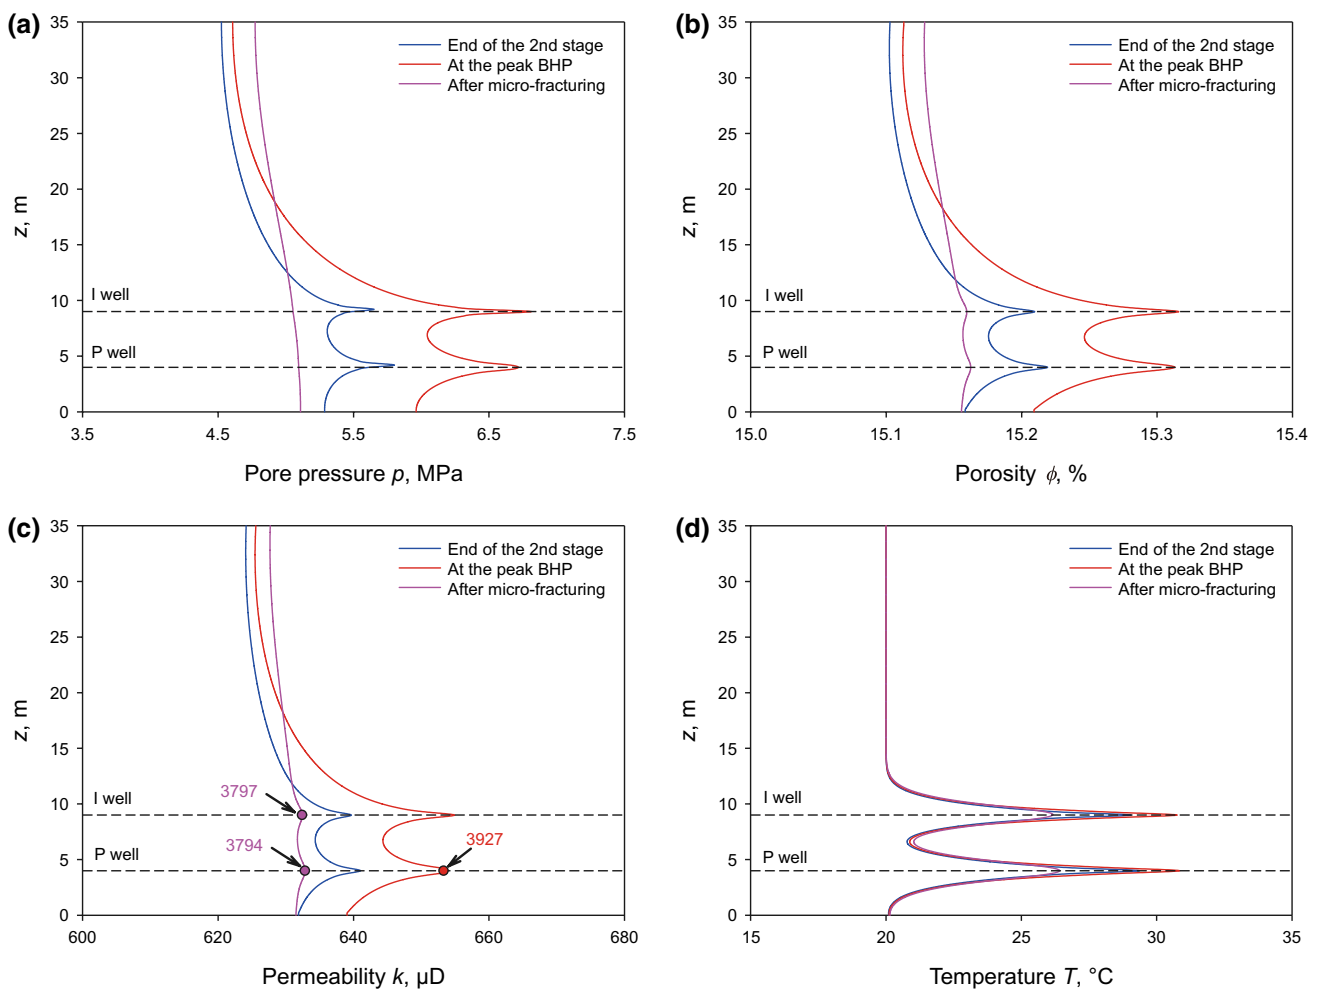 (a)
35
30
25
20
15
10
5
0
z, m
End of the 2nd stage
At the peak BHP
After micro-fracturing
I well
P well
3.5 4.5 5.5 6.5 7.5
Pore pressure p, MPa
(b)
35
30
25
20
15
10
5
0
z, m
End of the 2nd stage
At the peak BHP
After micro-fracturing
I well
P well
15.0 15.1 15.2 15.3 15.4
Porosity ϕ, %
(c)
35
30
25
20
15
10
5
0
z, m
End of the 2nd stage
At the peak BHP
After micro-fracturing
I well
3797
P well
3794
3927
600 620 640 660 680
Permeability k, μD
(d)
35
30
25
20
15
10
5
0
z, m
End of the 2nd stage
At the peak BHP
After micro-fracturing
I well
P well
15 20 25 30 35
Temperature T, °C